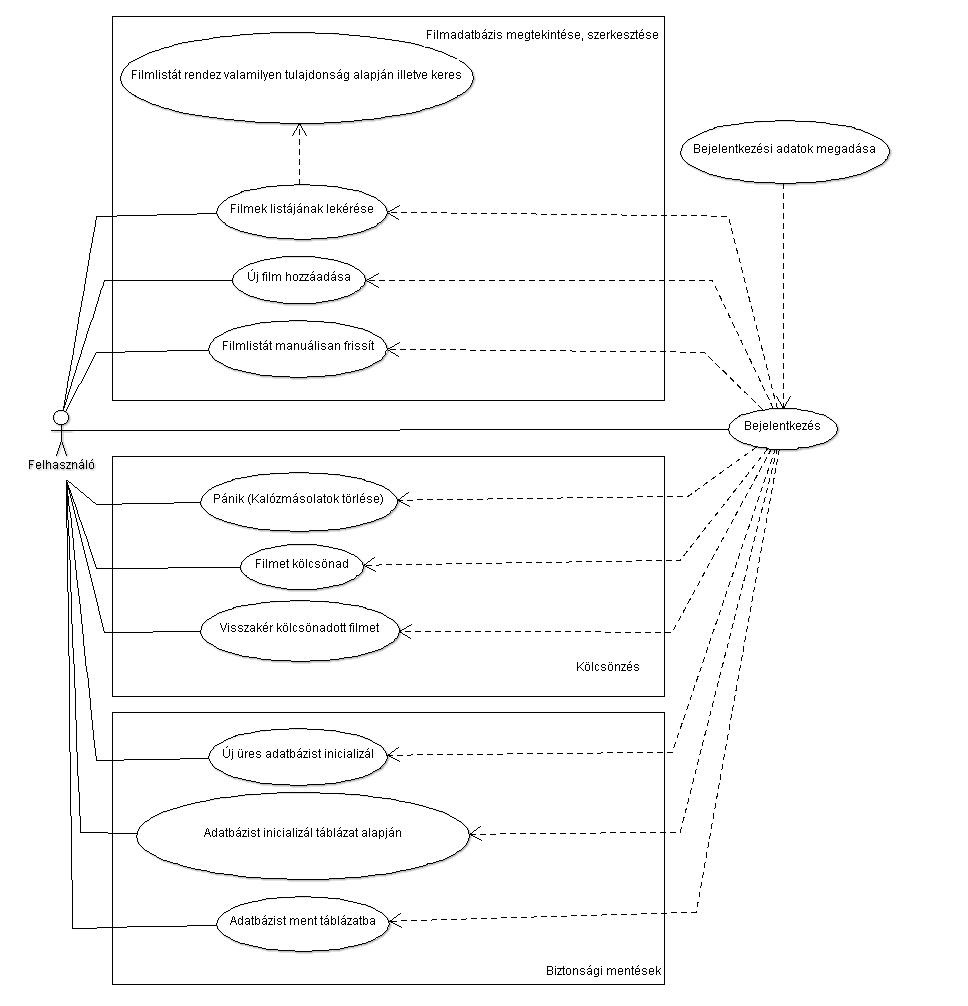 Filmadatbázis megtekintése, szerkesztése
Filmlistát rendez valamilyen tulajdonság alapján illetve keres
Bejelentkezési adatok megadása
Filmek listájának lekérése
Új film hozzáadása
Filmlistát manuálisan frissít
Bejelentkezés
Felhasználó
Pánik (Kalózmásolatok törlése)
Filmet kölcsönad
Visszakér kölcsönadott filmet
Kölcsönzés
Új üres adatbázist inicializál
Adatbázist inicializál táblázat alapján
Adatbázist ment táblázatba
Biztonsági mentések